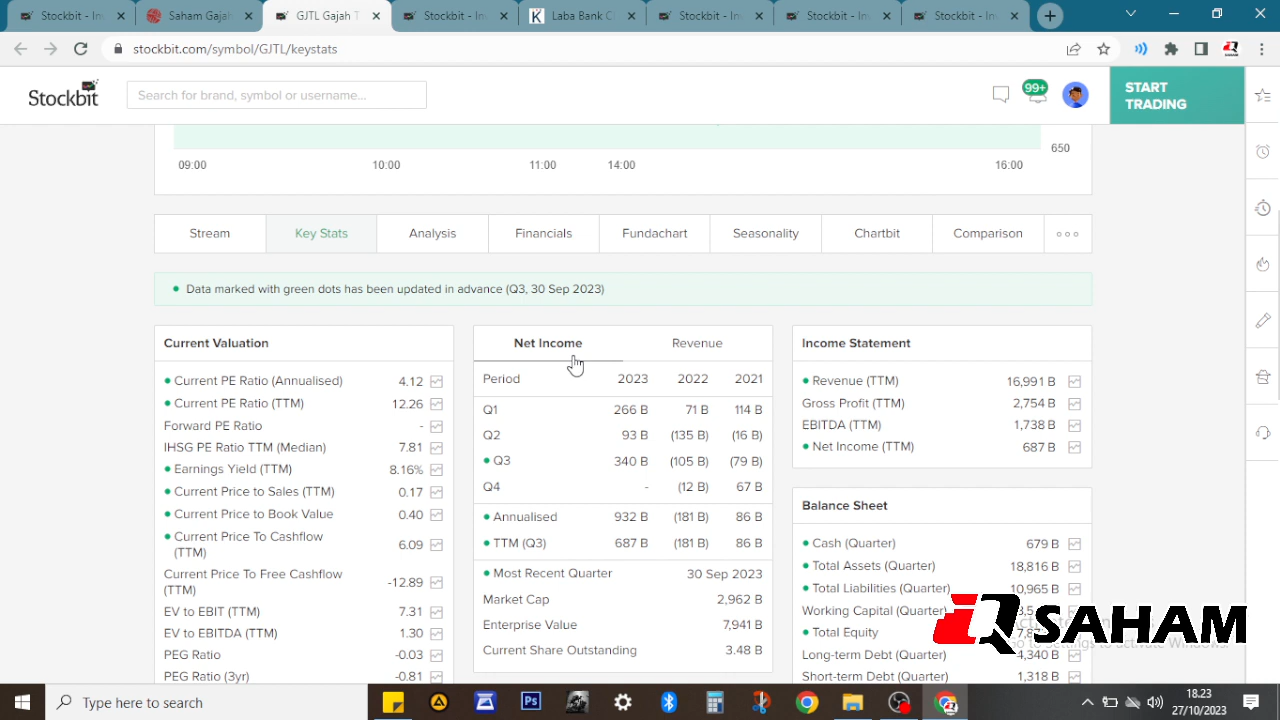 Stockbit - In
Saham Gajah
GJTL Gajah T
Stockbit - In
Laba Bank C
Stockbit - In
Stockbit - In
Stockbit - In
stockbit.com/symbol/GJTL/keystats
Stockbit
Search for brand, symbol or username...
99+
START
TRADING
650
09:00 10:00 11:00 14:00 16:00
Stream Key Stats Analysis Financials Fundachart Seasonality Chartbit Comparison
Data marked with green dots has been updated in advance (Q3, 30 Sep 2023)
Current Valuation
Current PE Ratio (Annualised) 4.12
Current PE Ratio (TTM) 12.26
Forward PE Ratio -
IHSG PE Ratio TTM (Median) 7.81
Earnings Yield (TTM) 8.16%
Current Price to Sales (TTM) 0.17
Current Price to Book Value 0.40
Current Price To Cashflow
(TTM) 6.09
Current Price To Free Cashflow
(TTM) -12.89
EV to EBIT (TTM) 7.31
EV to EBITDA (TTM) 1.30
PEG Ratio -0.03
PEG Ratio (3yr) -0.81
Net Income Revenue
Period 2023 2022 2021
Q1 266 B 71 B 114 B
Q2 93 B (135 B) (16 B)
Q3 340 B (105 B) (79 B)
Q4 - (12 B) 67 B
Annualised 932 B (181 B) 86 B
TTM (Q3) 687 B (181 B) 86 B
Most Recent Quarter 30 Sep 2023
Market Cap 2,962 B
Enterprise Value 7,941 B
Current Share Outstanding 3.48 B
Income Statement
Revenue (TTM) 16,991 B
Gross Profit (TTM) 2,754 B
EBITDA (TTM) 1,738 B
Net Income (TTM) 687 B
Balance Sheet
Cash (Quarter) 679 B
Total Assets (Quarter) 18,816 B
Total Liabilities (Quarter) 10,965 B
Working Capital (Quarter)
Total Equity
Long-term Debt (Quarter) 4,340 B
Short-term Debt (Quarter) 1,318 B
IQ SAHAM
to Settings to activate Windows.
Type here to search
18.23
27/10/2023